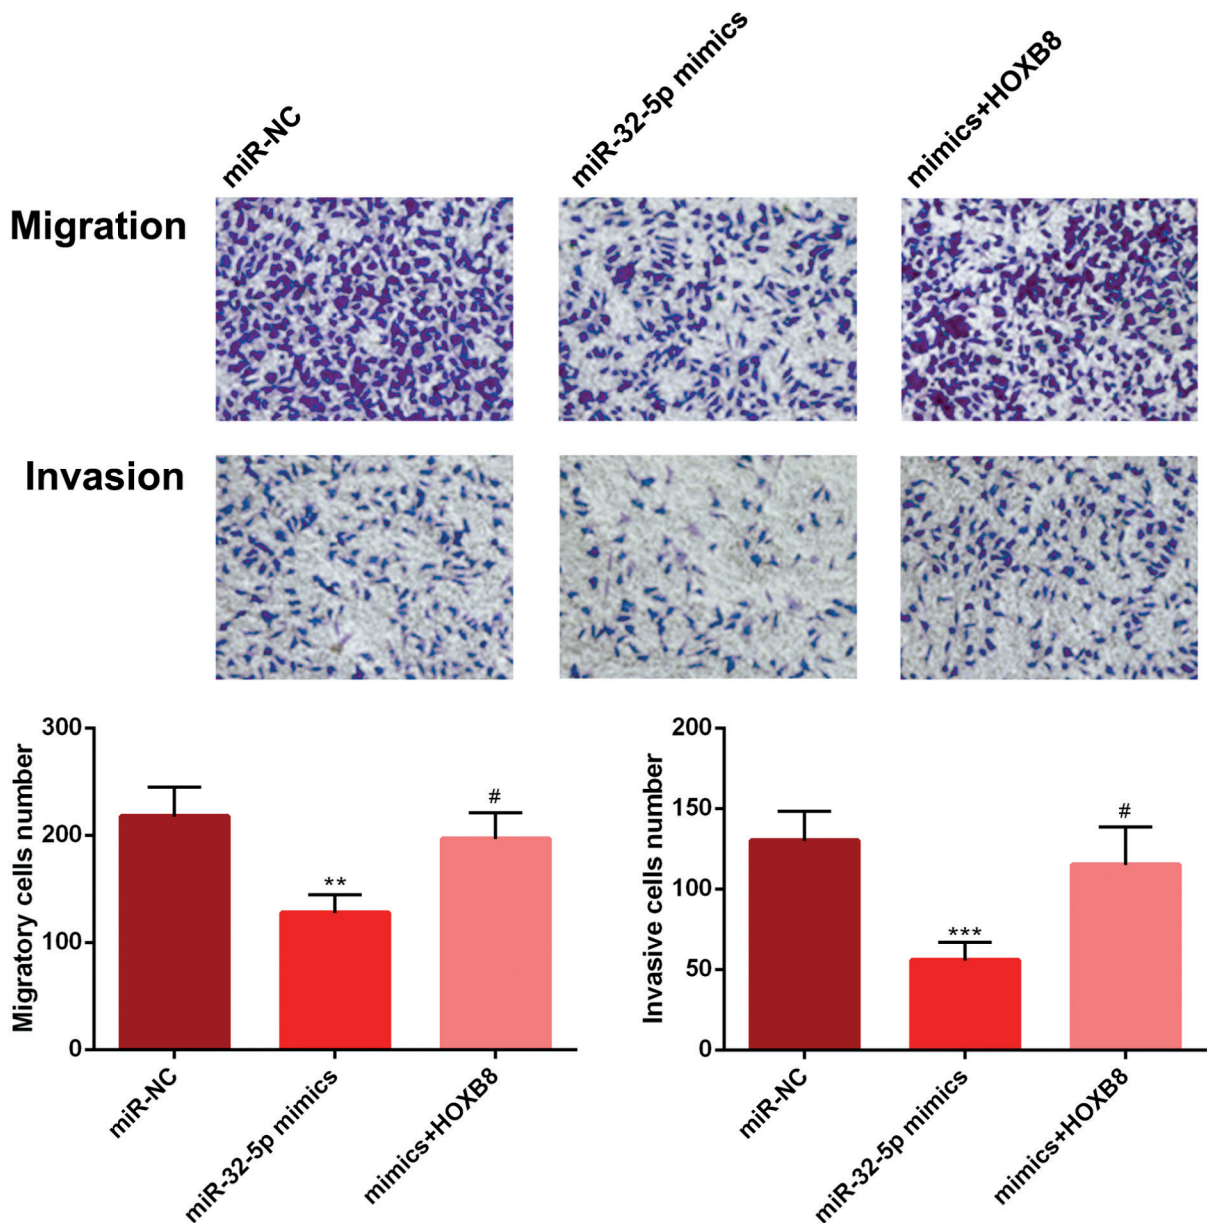 miR-NC
miR-32-5p mimics
mimics+HOXB8
Migration
Invasion
Migratory cells number
300
200
100
0
**
#
miR-NC
miR-32-5p mimics
mimics+HOXB8
Invasive cells number
200
150
100
50
0
***
#
miR-NC
miR-32-5p mimics
mimics+HOXB8